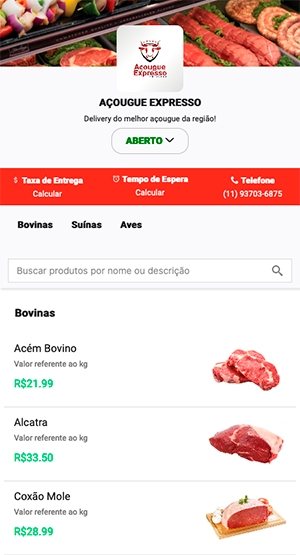 Açougue
Expresso
AÇOUGUE EXPRESSO
Delivery do melhor açougue da região!
ABERTO
Taxa de Entrega
Calcular
Tempo de Espera
Calcular
Telefone
(11) 93703-6875
Bovinas Suínas Aves
Buscar produtos por nome ou descrição
Bovinas
Acém Bovino
Valor referente ao kg
R$21.99
Alcatra
Valor referente ao kg
R$33.50
Coxão Mole
Valor referente ao kg
R$28.99